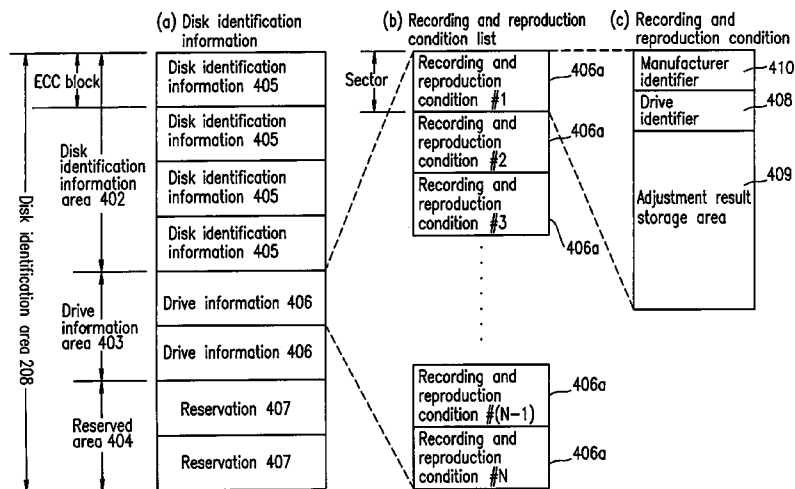 (a) Disk identification
information
ECC block
Disk identification area 208
Disk
identification
information
area 402
Drive
information
area 403
Reserved
area 404
Disk identification
information 405
Disk identification
information 405
Disk identification
information 405
Disk identification
information 405
Drive information 406
Drive information 406
Reservation 407
Reservation 407
(b) Recording and reproduction
condition list
Sector
Recording and
reproduction
condition #1
406a
Recording and
reproduction
condition #2
406a
Recording and
reproduction
condition #3
406a
Recording and
reproduction
condition #(N-1)
406a
Recording and
reproduction
condition #N
406a
(c) Recording and
reproduction condition
Manufacturer
identifier
410
Drive
identifier
408
Adjustment result
storage area
409